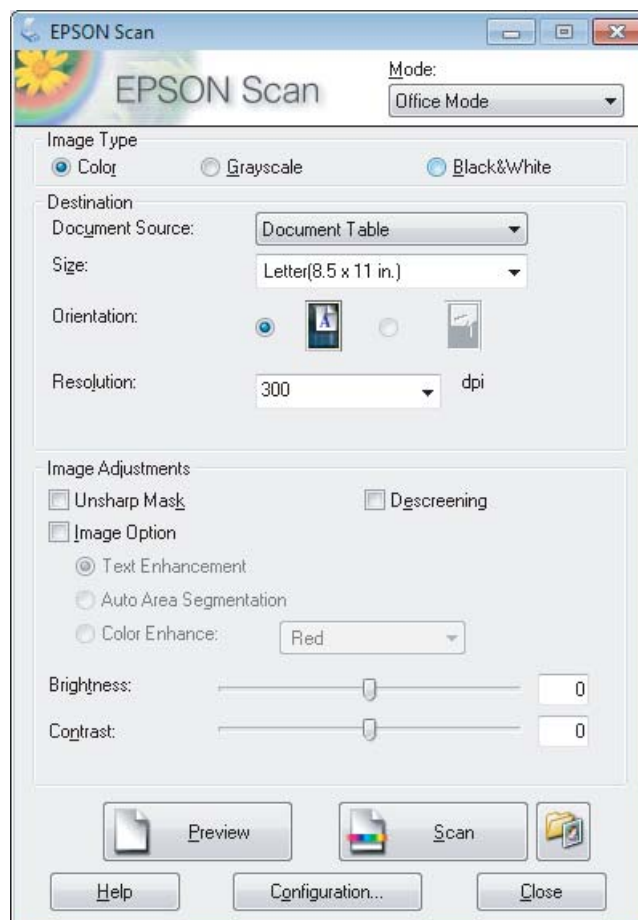 EPSON Scan
EPSON Scan
Mode:
Office Mode
Image Type
Color
Grayscale
Black&White
Destination
Document Source:
Document Table
Size:
Letter(8.5 x 11 in.)
Orientation:
A
Resolution:
300
dpi
Image Adjustments
Unsharp Mask
Descreening
Image Option
Text Enhancement
Auto Area Segmentation
Color Enhance:
Red
Brightness:
0
Contrast:
0
Preview
Scan
Help
Configuration...
Close